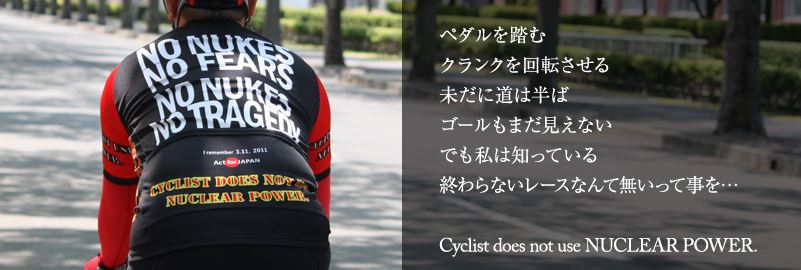 NO NUKES
NO FEARS
NO NUKES
NO TRAGEDY
I remember 3.11. 2011
Act for JAPAN
CYCLIST DOES NOT
NUCLEAR POWER.
ペダルを踏む
クランクを回転させる
未だに道は半ば
ゴールもまだ見えない
でも私は知っている
終わらないレースなんて無いって事を…
Cyclist does not use NUCLEAR POWER.